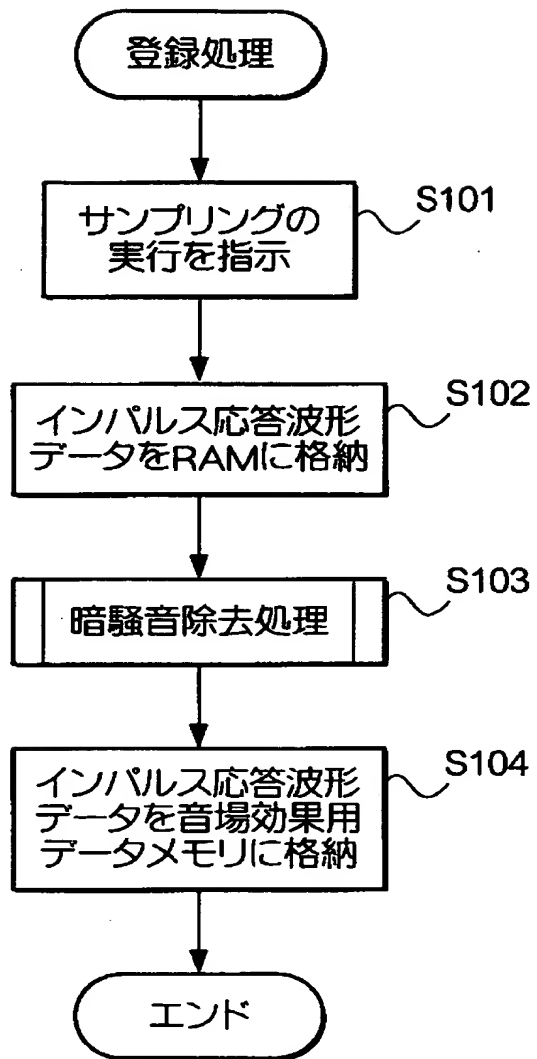 登録処理
サンプリングの
実行を指示
S101
インパルス応答波形
データをRAMに格納
S102
暗騒音除去処理
S103
インパルス応答波形
データを音場効果用
データメモリに格納
S104
エンド